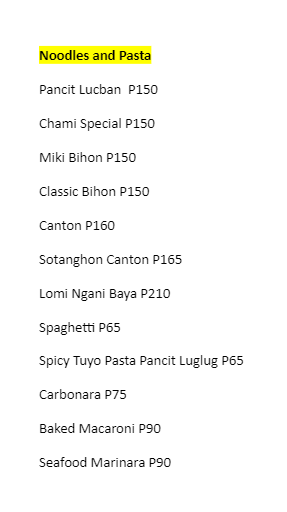 Noodles and Pasta
Pancit Lucban  P150
Chami Special P150
Miki Bihon P150
Classic Bihon P150
Canton P160
Sotanghon Canton P165
Lomi Ngani Baya P210
Spaghetti P65
Spicy Tuyo Pasta Pancit Luglug P65
Carbonara P75
Baked Macaroni P90
Seafood Marinara P90